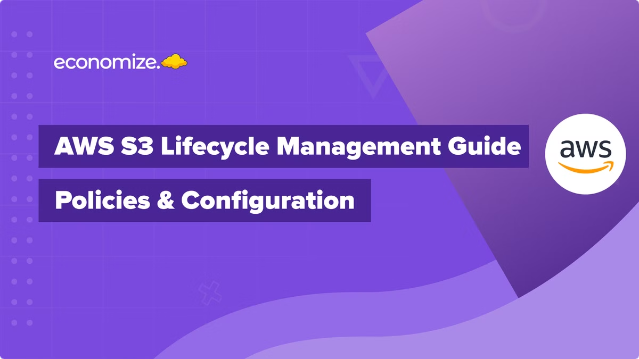 economize.
AWS S3 Lifecycle Management Guide
aws
Policies & Configuration